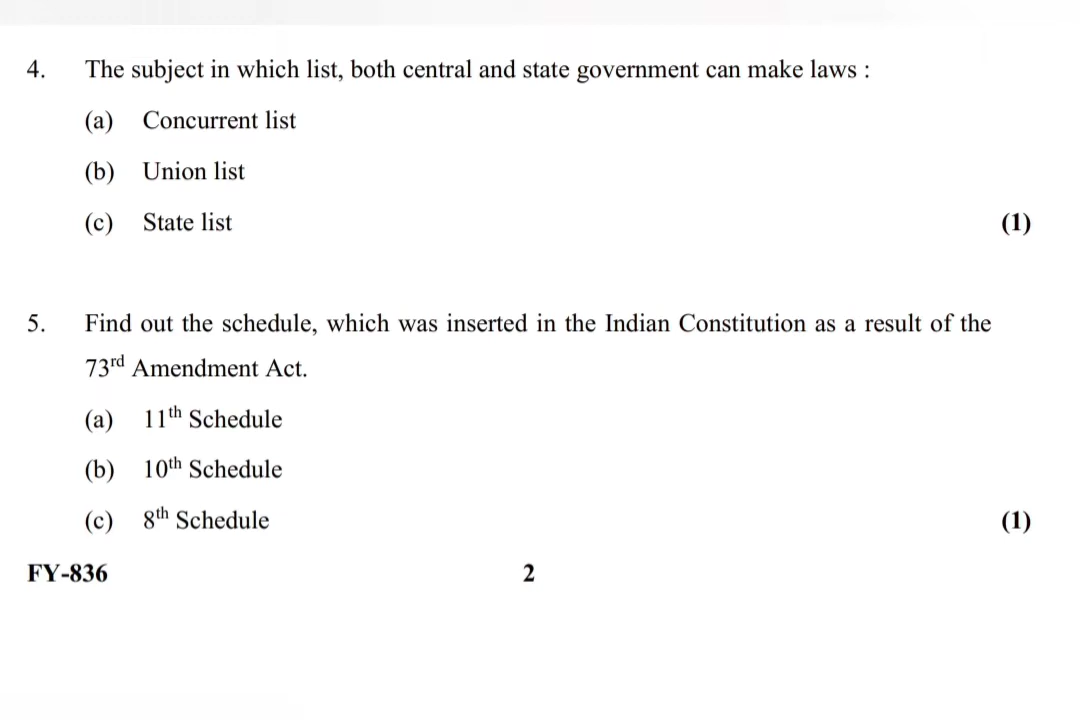 4. The subject in which list, both central and state government can make laws :
(a) Concurrent list
(b) Union list
(c) State list (1)
5. Find out the schedule, which was inserted in the Indian Constitution as a result of the
73rd Amendment Act.
(a) 11th Schedule
(b) 10th Schedule
(c) 8th Schedule (1)
FY-836 2